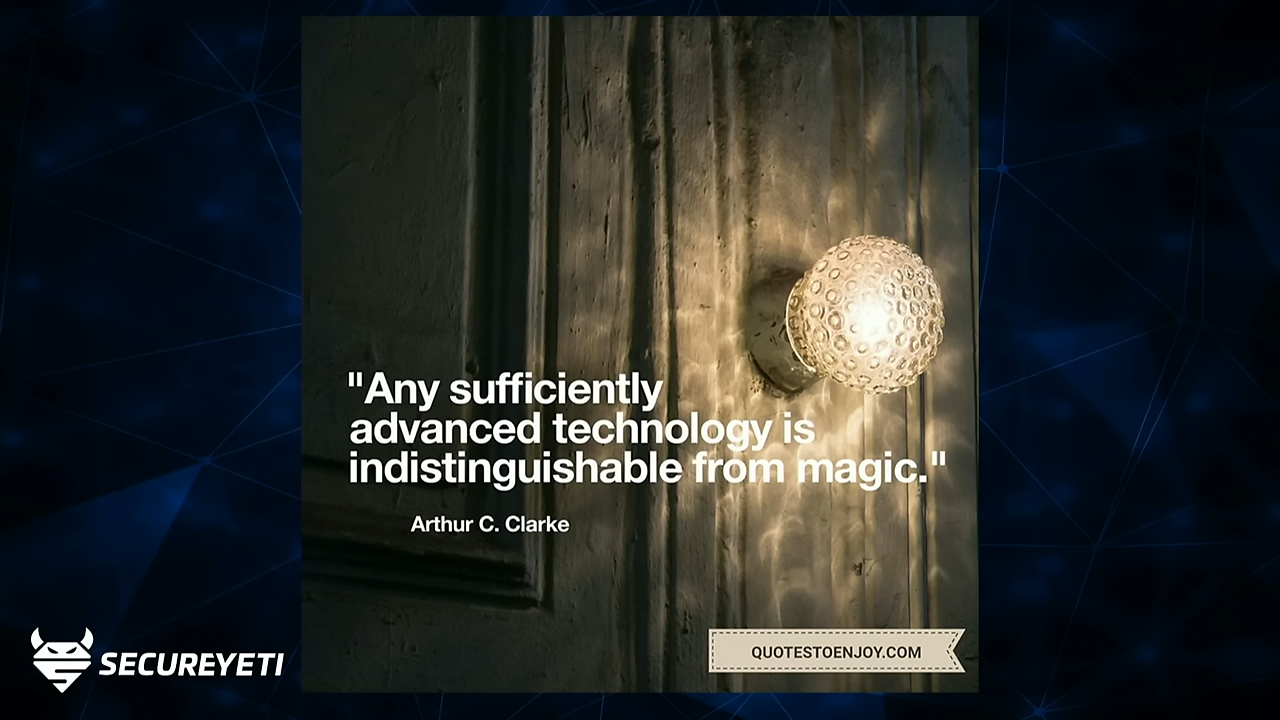 "Any sufficiently
advanced technology is
indistinguishable from magic."
Arthur C. Clarke
QUOTESTOENJOY.COM
SECUREYETI